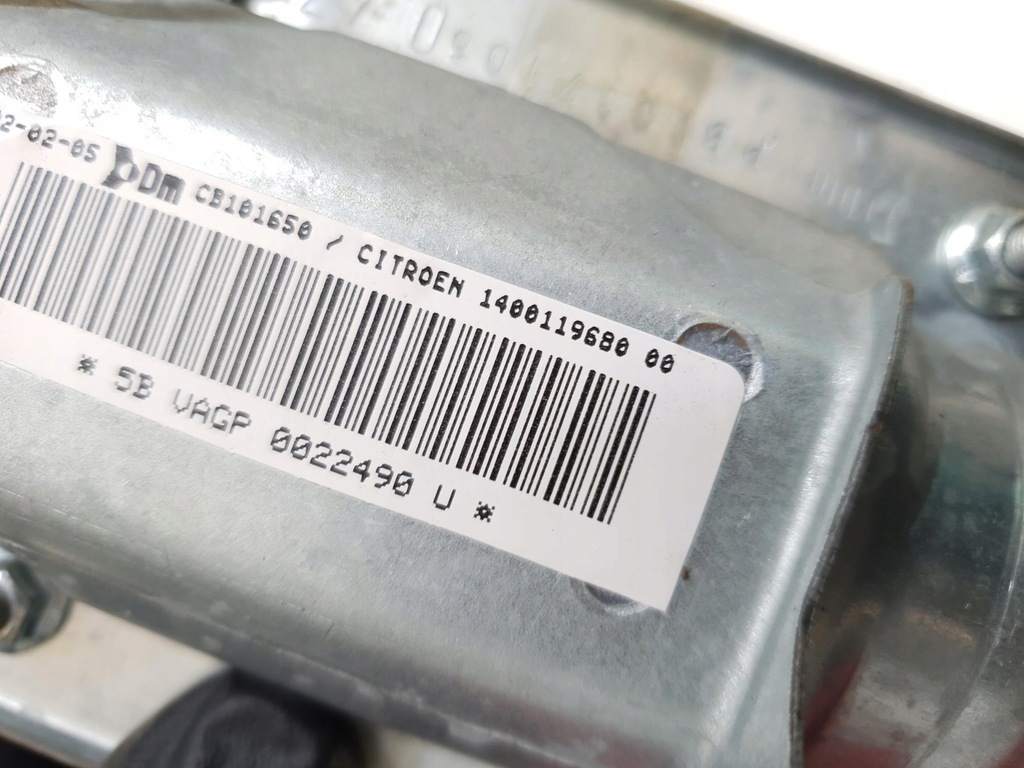 2-02-05 Dm CB101650 / CITROEN 1400119680 00
* 5B VAGP 0022490 U *